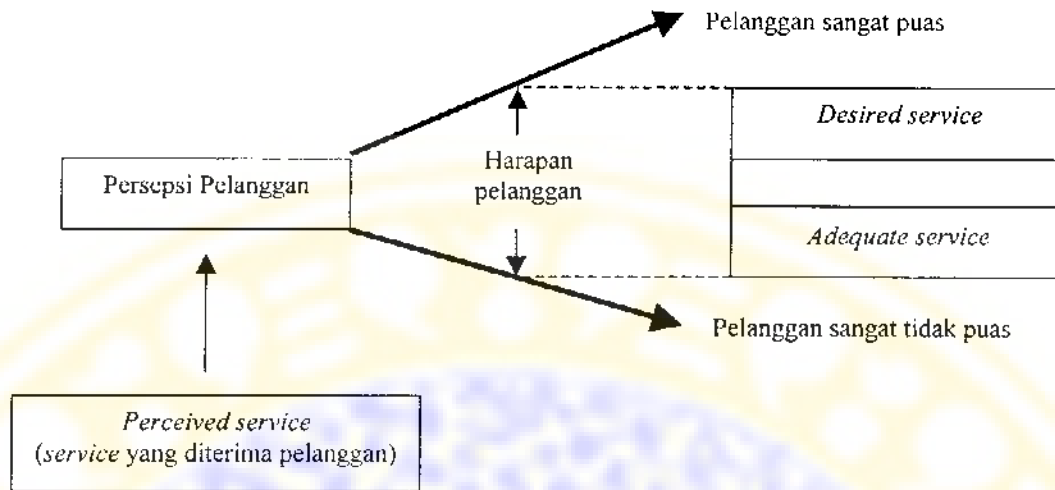 Pelanggan sangat puas
Desired service
Persepsi Pelanggan
Harapan
pelanggan
Adequate service
Pelanggan sangat tidak puas
Perceived service
(service yang diterima pelanggan)